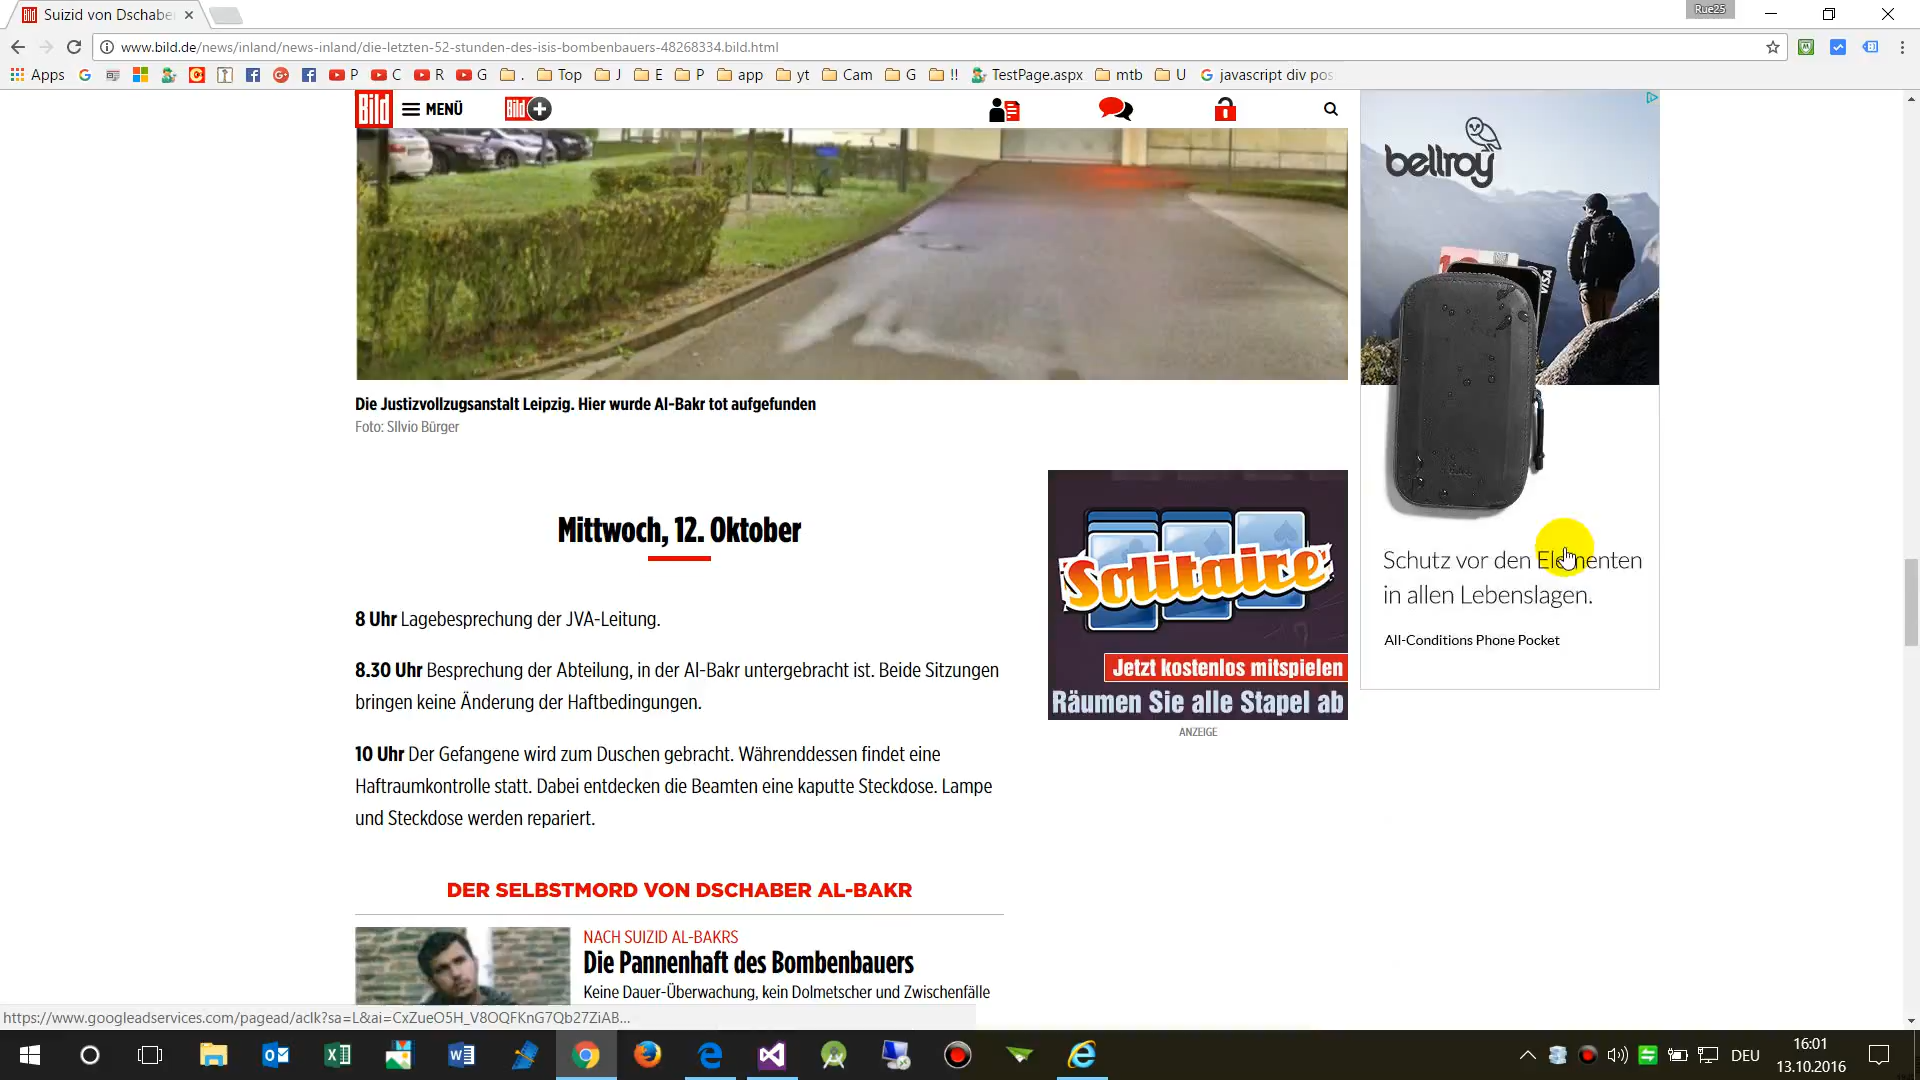 Suizid von Dschaber
Rue25
www.bild.de/news/inland/news-inland/die-letzten-52-stunden-des-isis-bombenbauers-48268334.bild.html
Apps P C R G . Top J E P app yt Cam G !! TestPage.aspx mtb U javascript div pos
Bild MENÜ Bild +
bellroy
VISA
Die Justizvollzugsanstalt Leipzig. Hier wurde Al-Bakr tot aufgefunden
Foto: SIlvio Bürger
Mittwoch, 12. Oktober
8 Uhr Lagebesprechung der JVA-Leitung.
8.30 Uhr Besprechung der Abteilung, in der Al-Bakr untergebracht ist. Beide Sitzungen
bringen keine Änderung der Haftbedingungen.
10 Uhr Der Gefangene wird zum Duschen gebracht. Währenddessen findet eine
Haftraumkontrolle statt. Dabei entdecken die Beamten eine kaputte Steckdose. Lampe
und Steckdose werden repariert.
Solitaire
Jetzt kostenlos mitspielen
Räumen Sie alle Stapel ab
ANZEIGE
Schutz vor den Elementen
in allen Lebenslagen.
All-Conditions Phone Pocket
DER SELBSTMORD VON DSCHABER AL-BAKR
NACH SUIZID AL-BAKRS
Die Pannenhaft des Bombenbauers
Keine Dauer-Überwachung, kein Dolmetscher und Zwischenfälle
https://www.googleadservices.com/pagead/aclk?sa=L&ai=CxZueO5H_V8OQFKnG7Qb27ZiAB...
DEU
16:01
13.10.2016